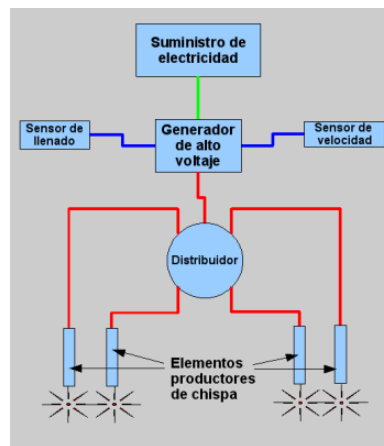 Suministro de
electricidad
Sensor de
llenado
Generador
de alto
voltaje
Sensor de
velocidad
Distribuidor
Elementos
productores
de chispa